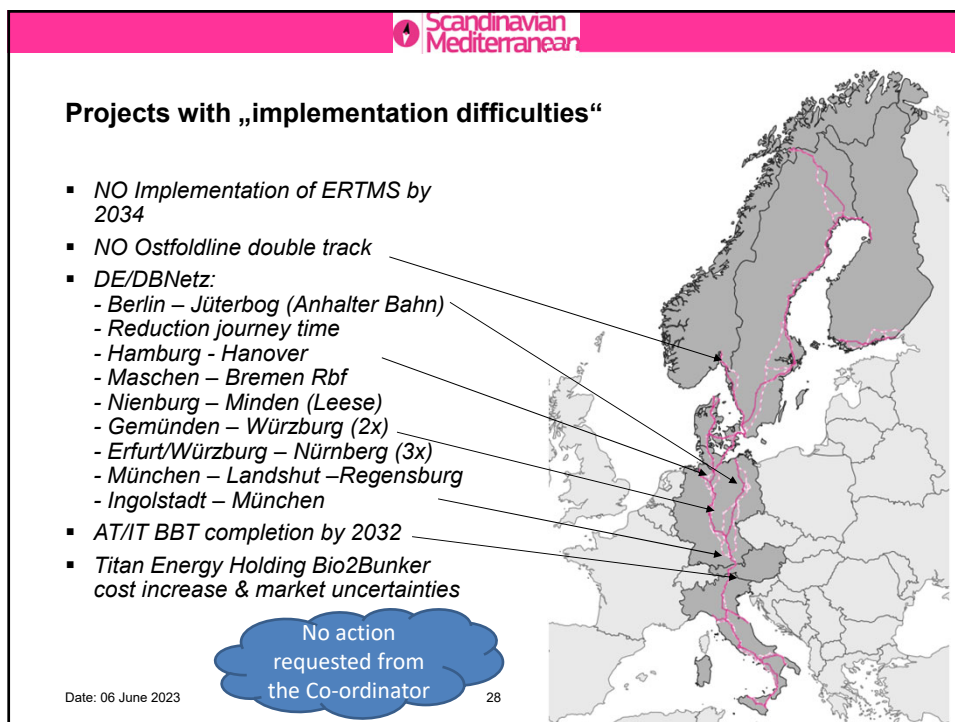 Scandinavian
Mediterranean
Projects with „implementation difficulties“
▪ NO Implementation of ERTMS by
2034
▪ NO Ostfoldline double track
▪ DE/DBNetz:
- Berlin – Jüterbog (Anhalter Bahn)
- Reduction journey time
- Hamburg - Hanover
- Maschen – Bremen Rbf
- Nienburg – Minden (Leese)
- Gemünden – Würzburg (2x)
- Erfurt/Würzburg – Nürnberg (3x)
- München – Landshut –Regensburg
- Ingolstadt – München
▪ AT/IT BBT completion by 2032
▪ Titan Energy Holding Bio2Bunker
cost increase & market uncertainties
No action
requested from
the Co-ordinator
Date: 06 June 2023
28